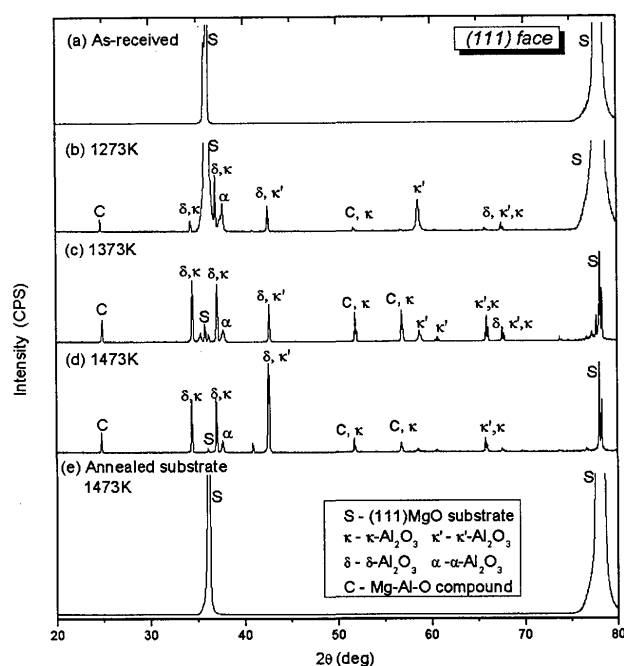 (a) As-received
S
(111) face
S
(b) 1273K
S
δ,κ
S
C
δ,κ
α
δ, κ'
C, κ
κ'
δ, κ',κ
(c) 1373K
C
δ,κ
S
δ,κ
α
δ, κ'
C, κ
C, κ
κ'
κ'
κ',κ
δ, κ',κ
S
(d) 1473K
C
δ,κ
S
δ,κ
α
δ, κ'
C, κ
C, κ
κ',κ
S
(e) Annealed substrate
1473K
S
S
S - (111)MgO substrate
κ - κ-Al₂O₃ κ' - κ'-Al₂O₃
δ - δ-Al₂O₃ α -α-Al₂O₃
C - Mg-Al-O compound
20 30 40 50 60 70 80
2θ (deg)
Intensity (CPS)